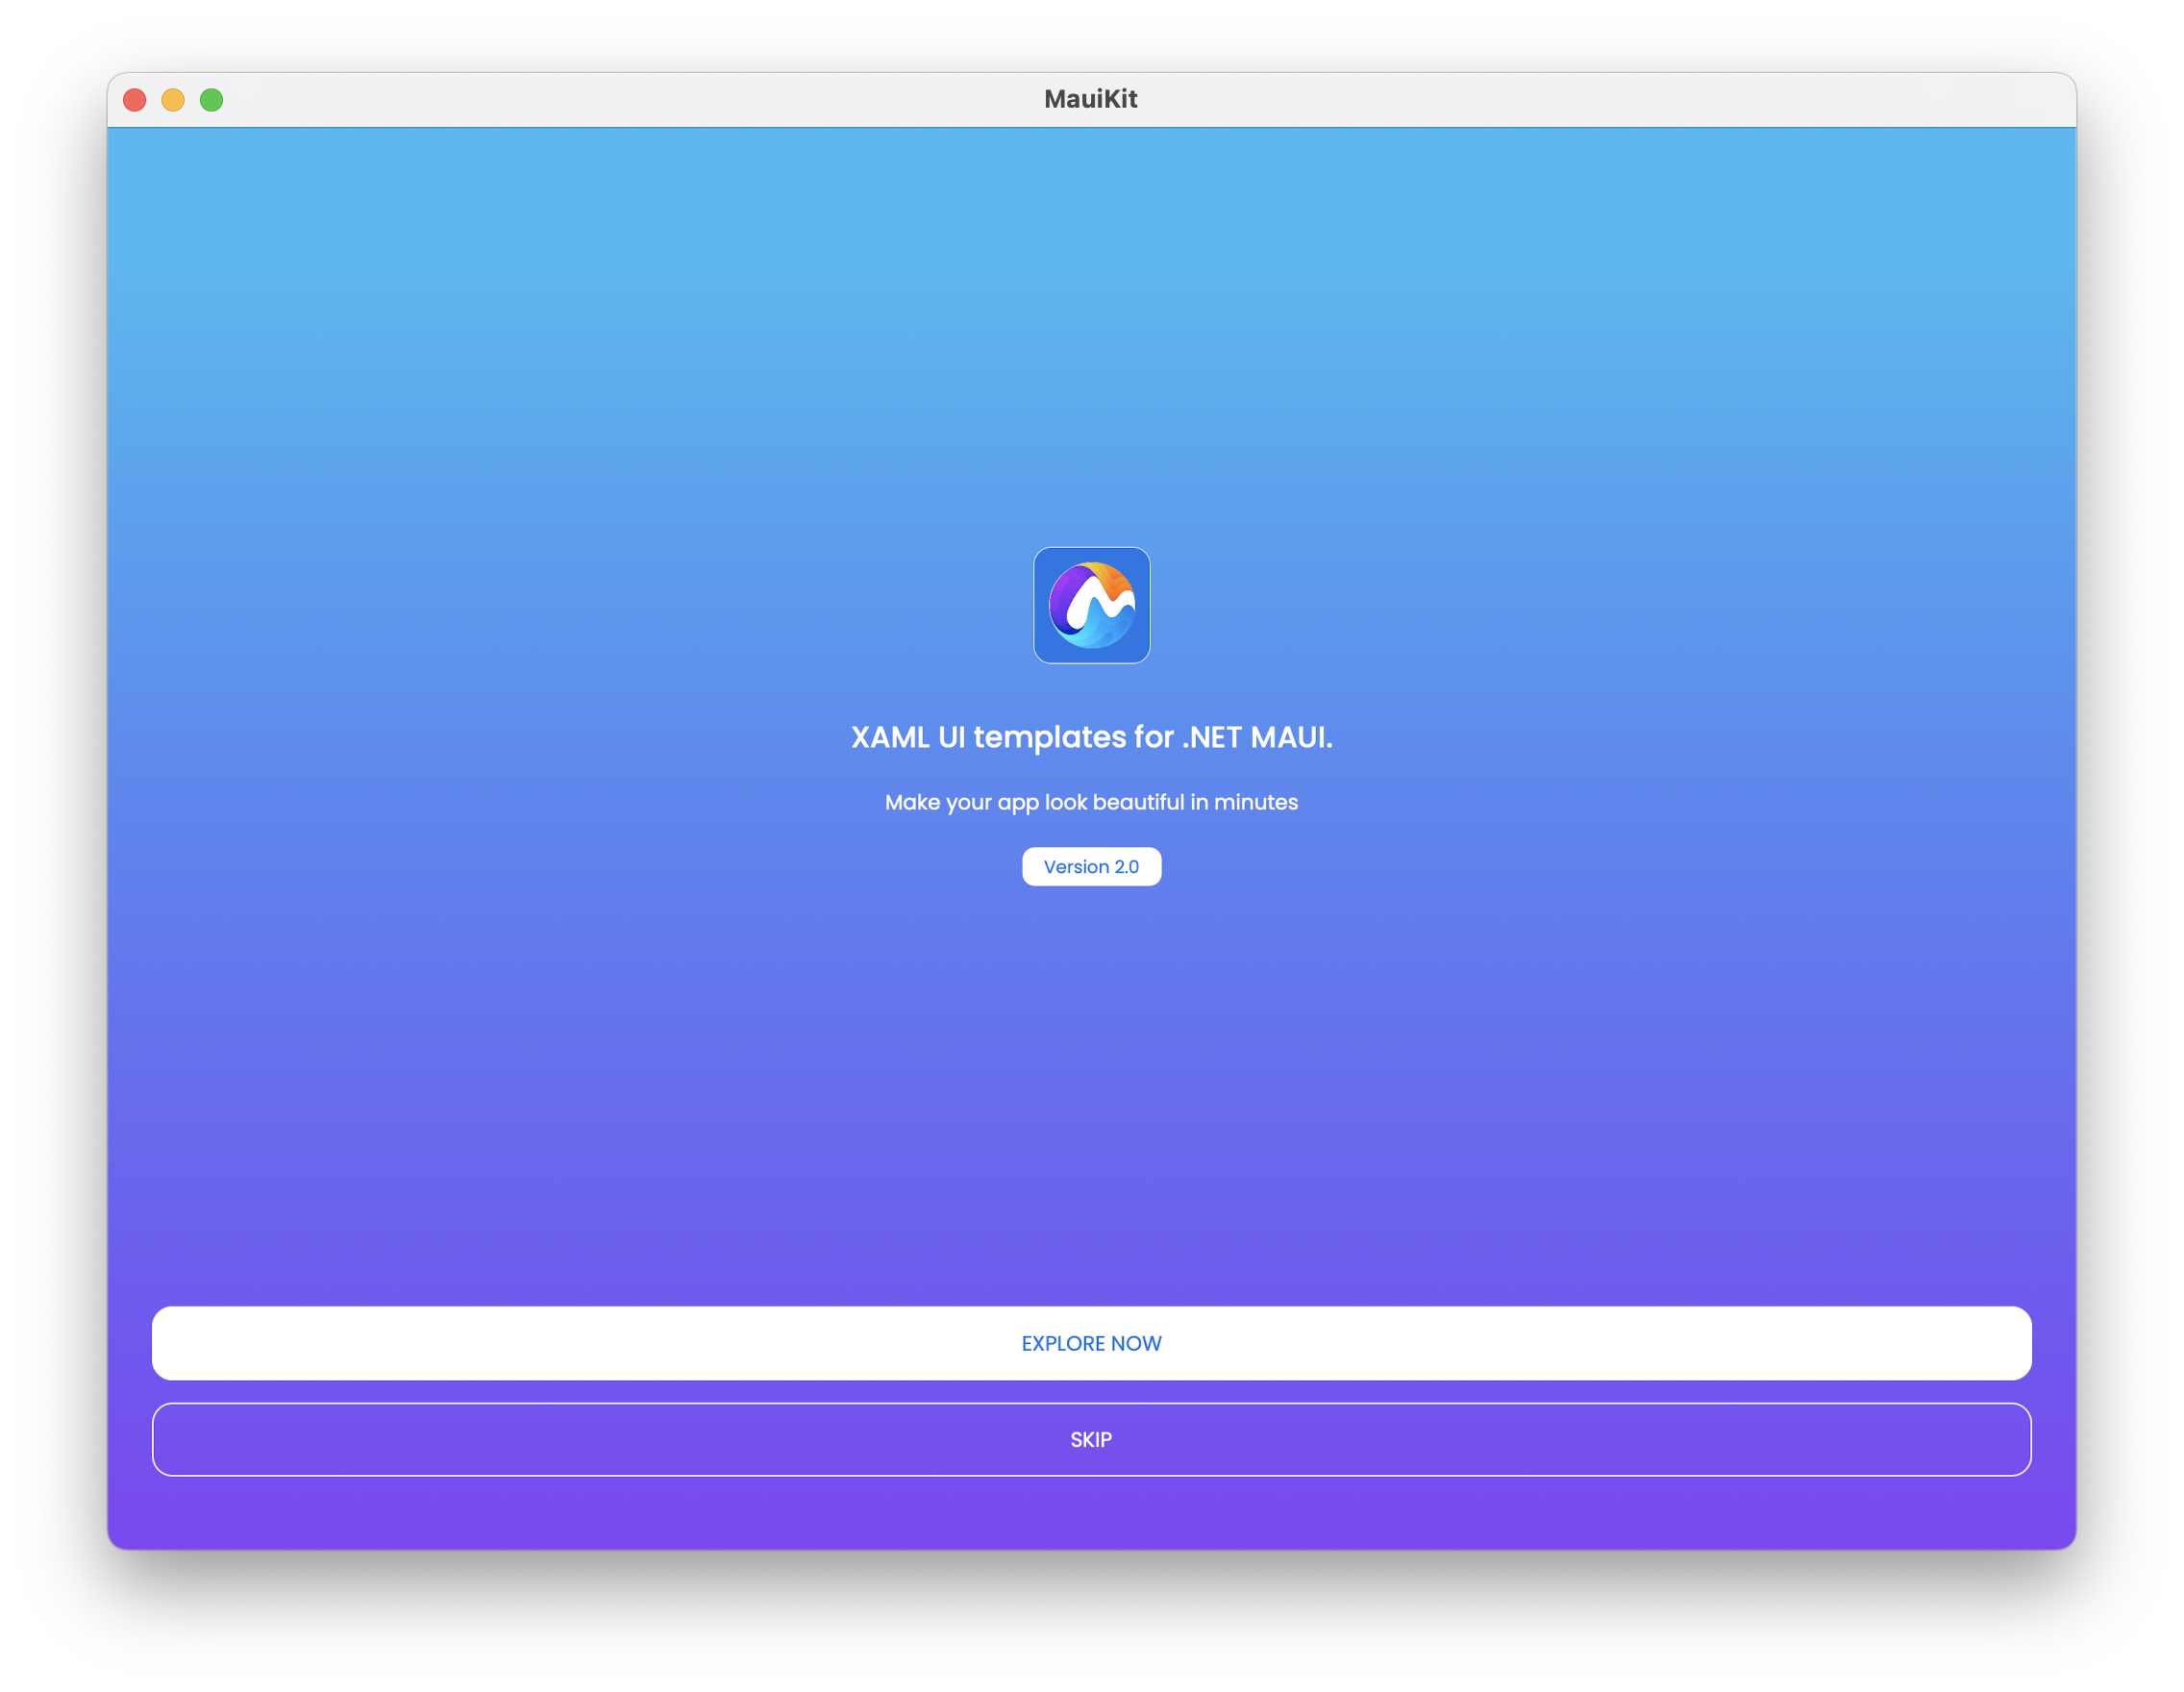 MauiKit
XAML UI templates for .NET MAUI.
Make your app look beautiful in minutes
Version 2.0
EXPLORE NOW
SKIP